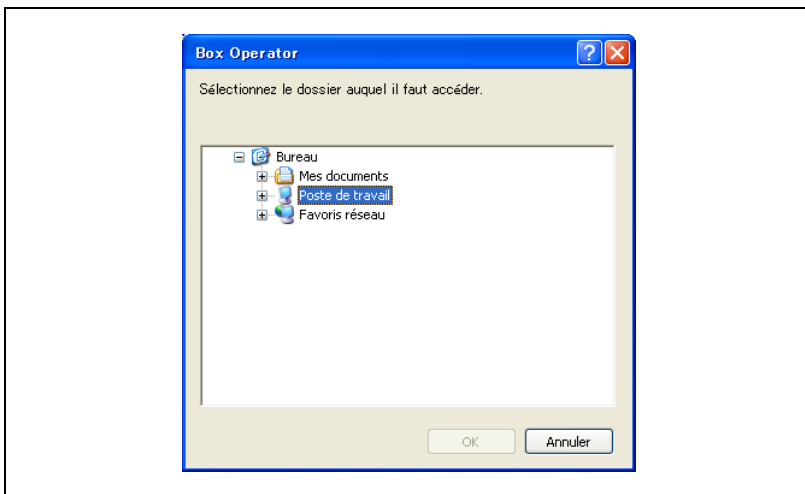 Box Operator
Sélectionnez le dossier auquel il faut accéder.
Bureau
Mes documents
Poste de travail
Favoris réseau
OK
Annuler